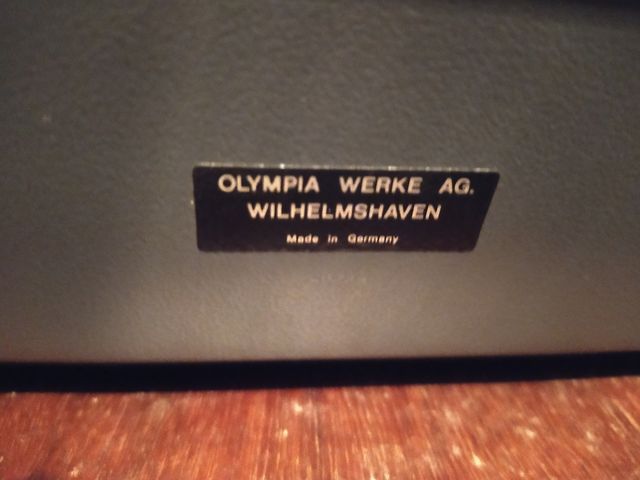 OLYMPIA WERKE AG.
WILHELMSHAVEN
Made in Germany